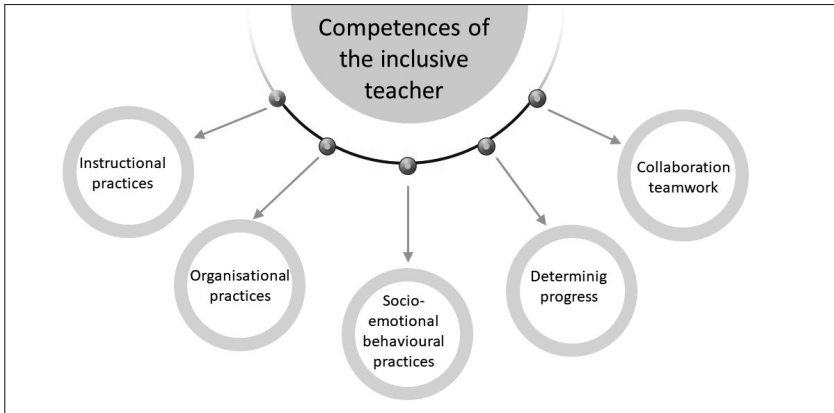 Competences of
the inclusive
teacher
Instructional
practices
Organisational
practices
Socio-
emotional
behavioural
practices
Determinig
progress
Collaboration
teamwork